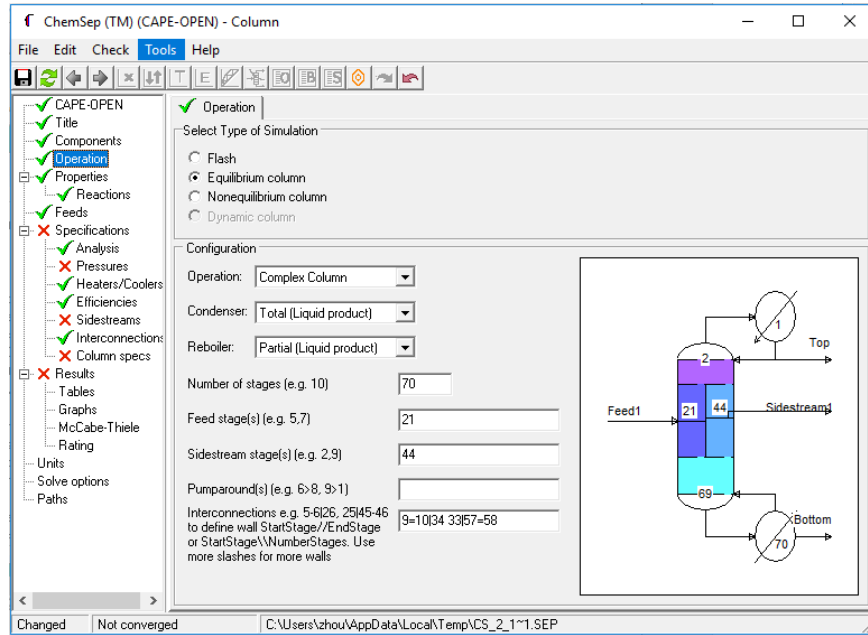 ChemSep (TM) (CAPE-OPEN) - Column
File Edit Check Tools Help
CAPE-OPEN
Title
Components
Operation
Properties
Reactions
Feeds
Specifications
Analysis
Pressures
Heaters/Coolers
Efficiencies
Sidestreams
Interconnections
Column specs
Results
Tables
Graphs
McCabe-Thiele
Rating
Units
Solve options
Paths
Operation
Select Type of Simulation
Flash
Equilibrium column
Nonequilibrium column
Dynamic column
Configuration
Operation: Complex Column
Condenser: Total (Liquid product)
Reboiler: Partial (Liquid product)
Number of stages (e.g. 10) 70
Feed stage(s) (e.g. 5,7) 21
Sidestream stage(s) (e.g. 2,9) 44
Pumparound(s) (e.g. 6>8, 9>1)
Interconnections e.g. 5-6|26, 25|45-46
to define wall StartStage//EndStage
or StartStage\\NumberStages. Use
more slashes for more walls
9=10|34 33|57=58
1
Top
2
Feed1
21
44
Sidestream1
69
Bottom
70
Changed Not converged C:\Users\zhou\AppData\Local\Temp\CS_2_1~1.SEP